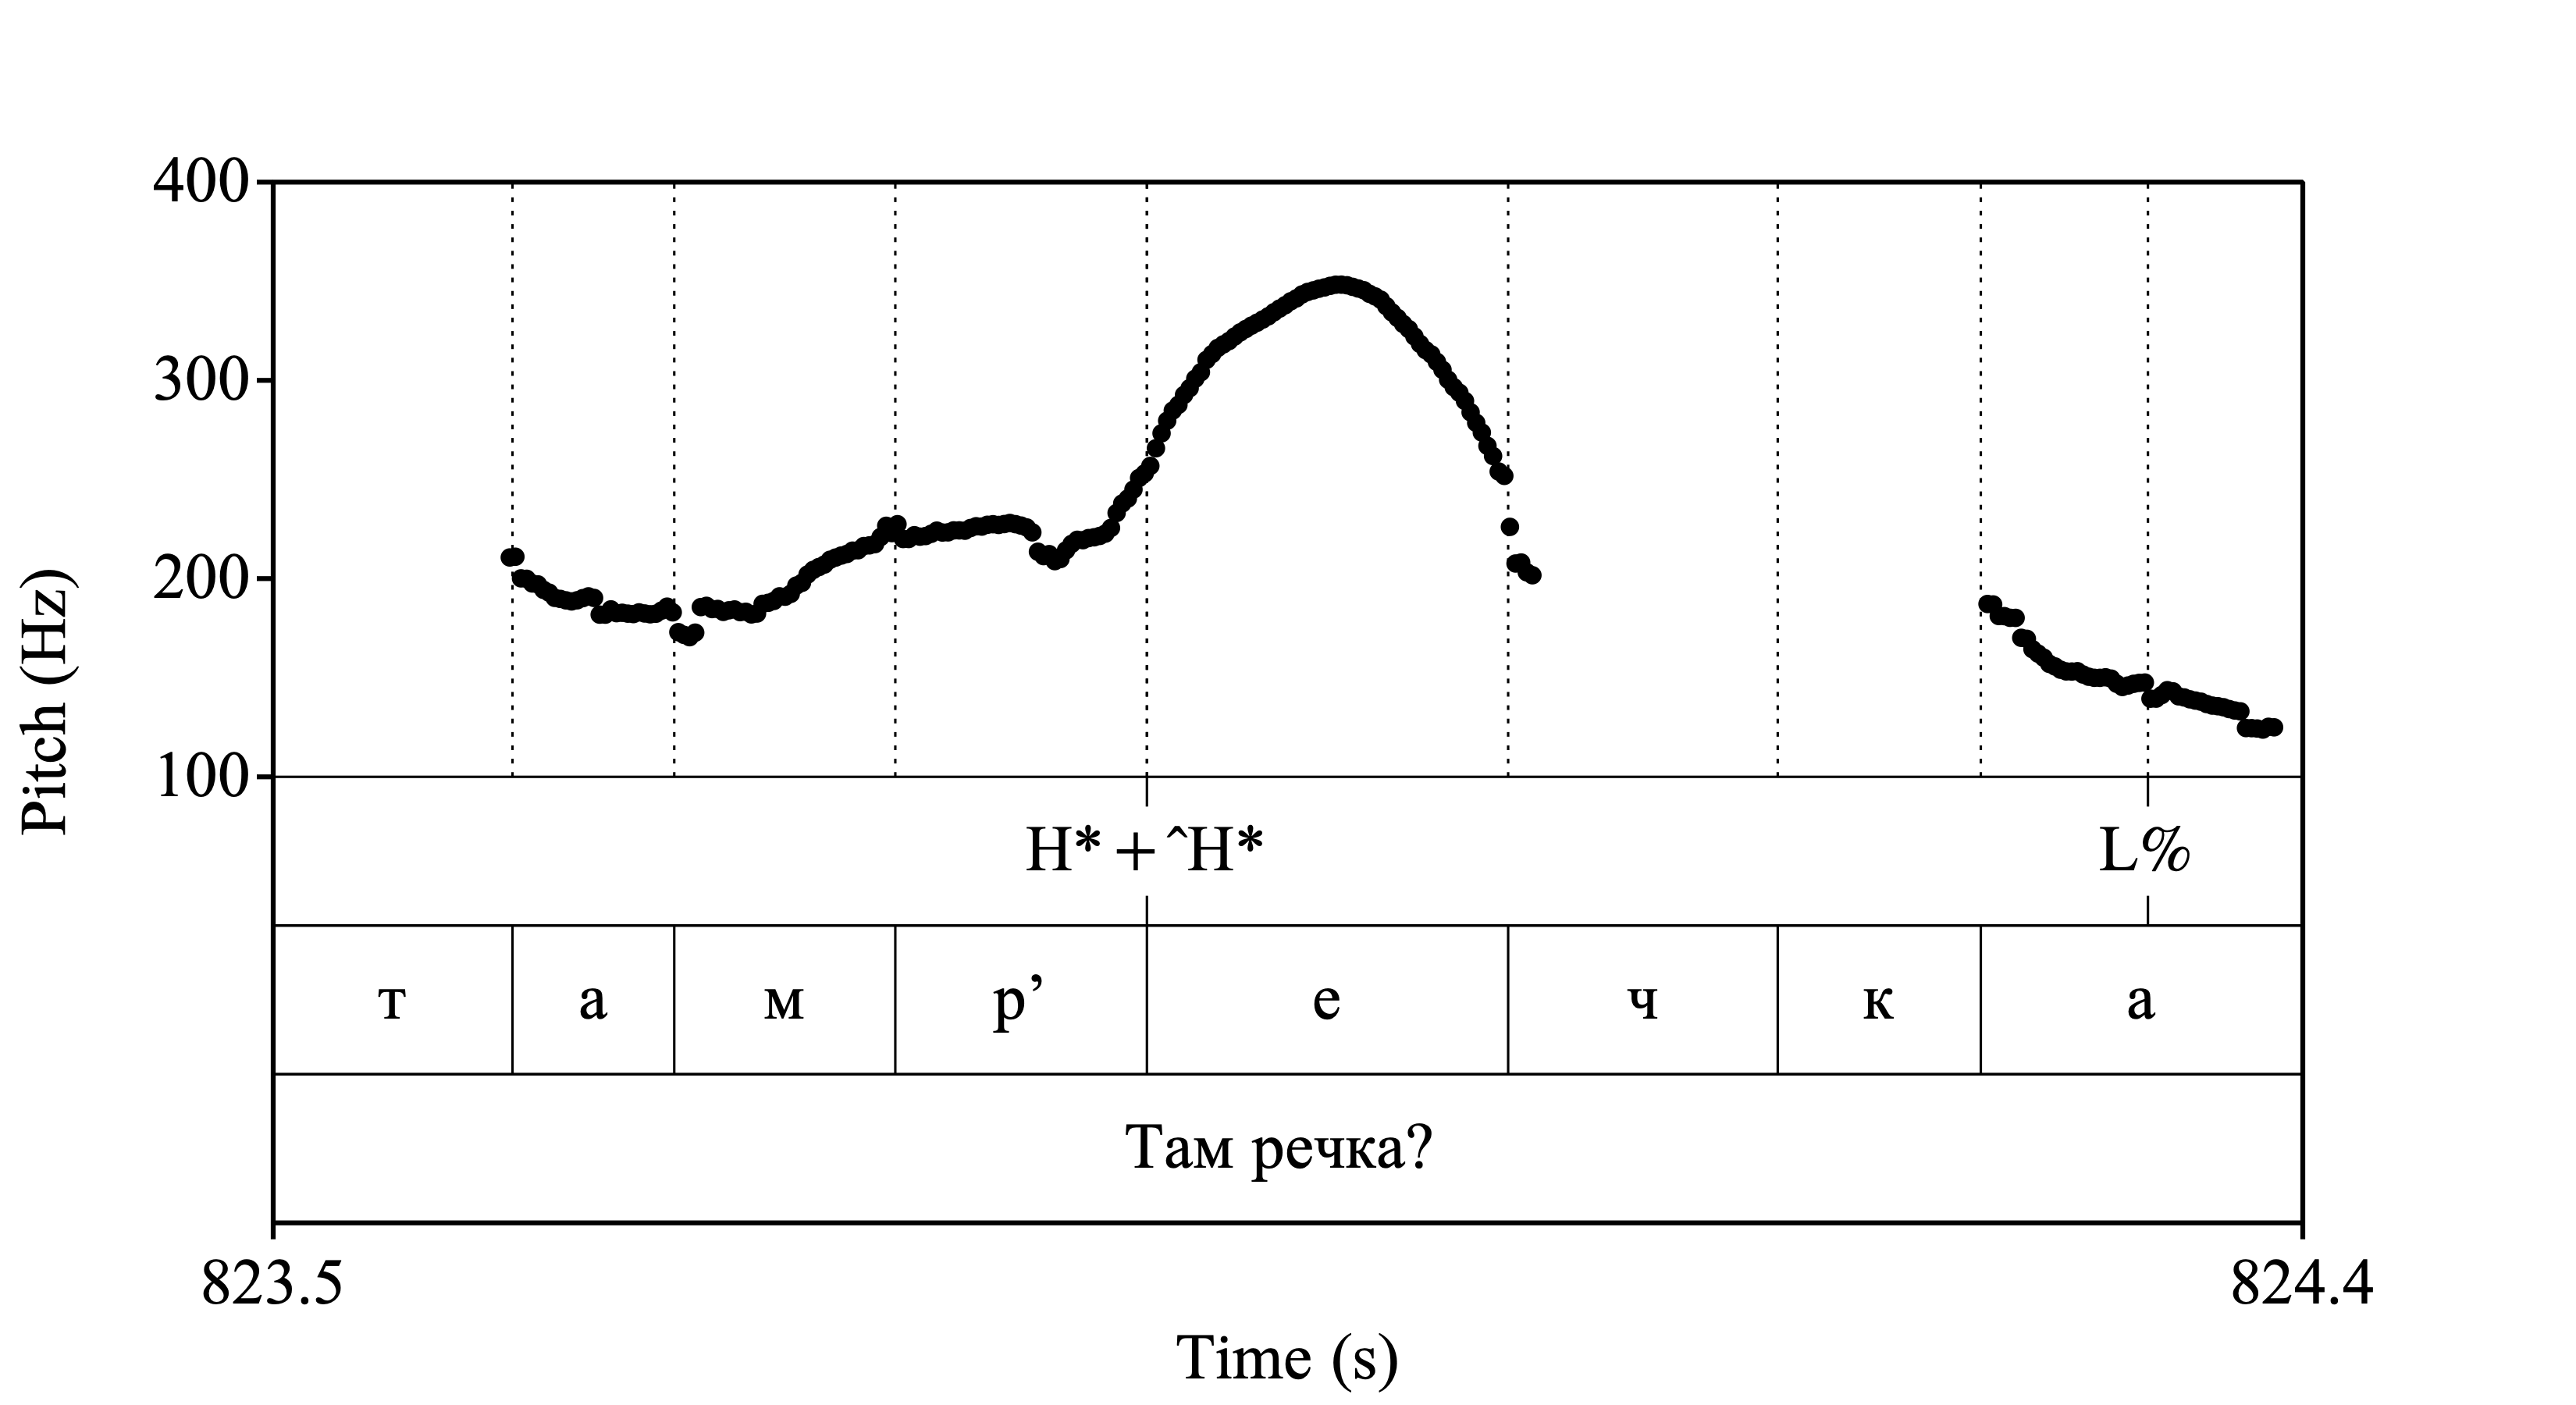 400
300
200
100
Pitch (Hz)
H* + ^H* L%
т а м р’ е ч к а
Там речка?
823.5 824.4
Time (s)